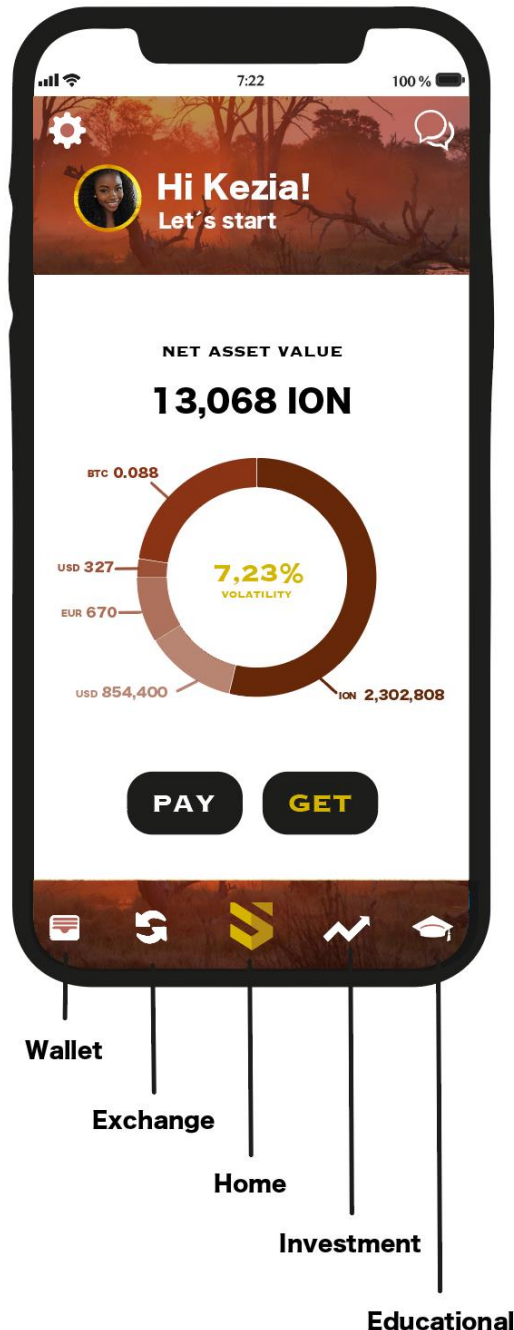 7:22
100 %
Hi Kezia!
Let´s start
NET ASSET VALUE
13,068 ION
BTC 0.088
USD 327
7,23%
VOLATILITY
EUR 670
USD 854,400
ION 2,302,808
PAY
GET
Wallet
Exchange
Home
Investment
Educational